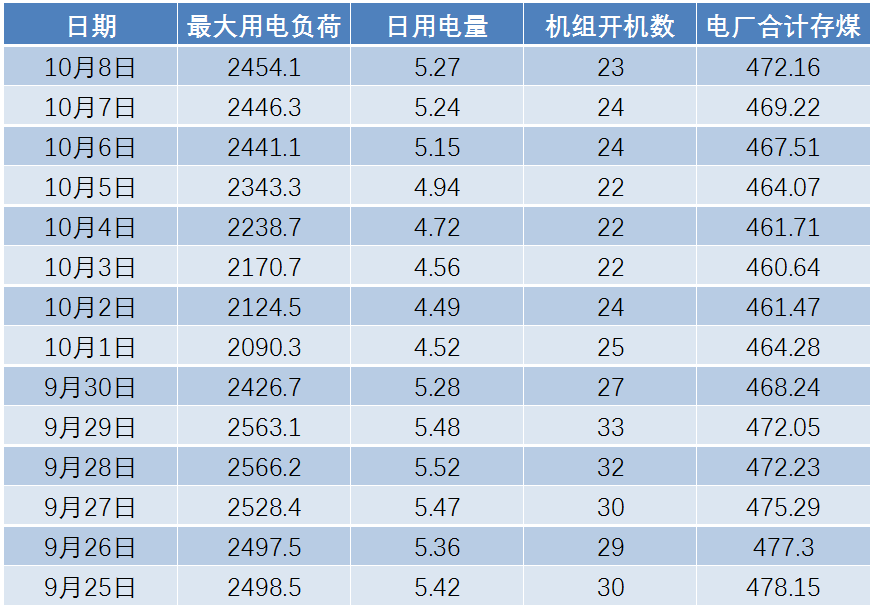 日期 最大用电负荷 日用电量 机组开机数 电厂合计存煤
10月8日 2454.1 5.27 23 472.16
10月7日 2446.3 5.24 24 469.22
10月6日 2441.1 5.15 24 467.51
10月5日 2343.3 4.94 22 464.07
10月4日 2238.7 4.72 22 461.71
10月3日 2170.7 4.56 22 460.64
10月2日 2124.5 4.49 24 461.47
10月1日 2090.3 4.52 25 464.28
9月30日 2426.7 5.28 27 468.24
9月29日 2563.1 5.48 33 472.05
9月28日 2566.2 5.52 32 472.23
9月27日 2528.4 5.47 30 475.29
9月26日 2497.5 5.36 29 477.3
9月25日 2498.5 5.42 30 478.15